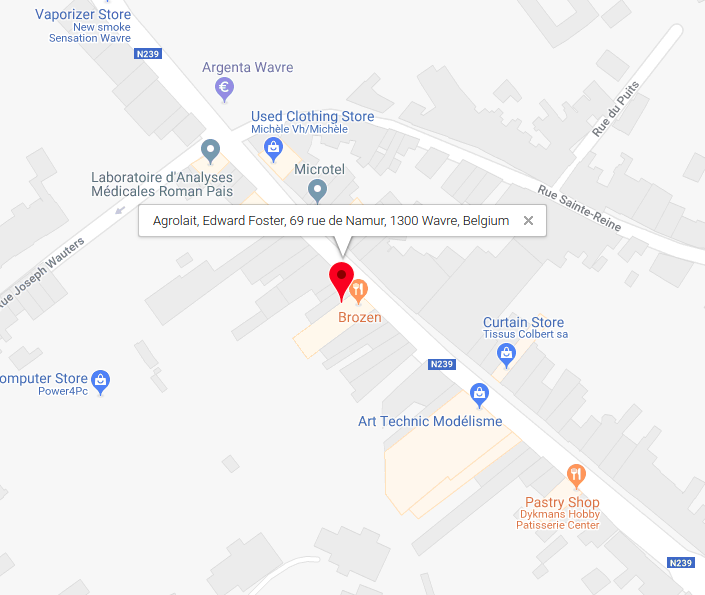 Vaporizer Store
New smoke
Sensation Wavre
N239
Argenta Wavre
€
Rue du Puits
Used Clothing Store
Michèle Vh/Michèle
Laboratoire d'Analyses
Médicales Roman Pais
Microtel
Rue Sainte-Reine
Agrolait, Edward Foster, 69 rue de Namur, 1300 Wavre, Belgium
ue Joseph Wauters
Brozen
Curtain Store
Tissus Colbert sa
N239
omputer Store
Power4Pc
Art Technic Modélisme
Pastry Shop
Dykmans Hobby
Patisserie Center
N239